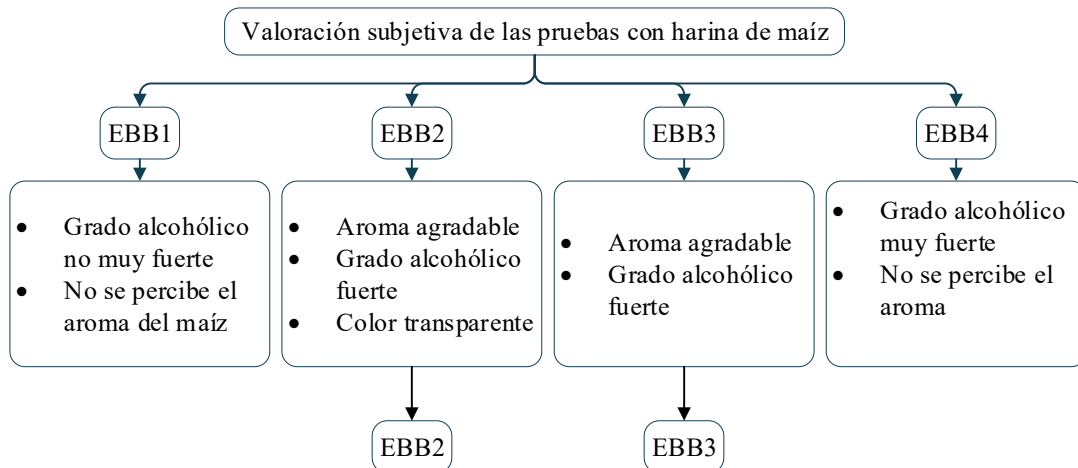 Valoración subjetiva de las pruebas con harina de maíz
EBB1
EBB2
EBB3
EBB4
• Grado alcohólico
no muy fuerte
• No se percibe el
aroma del maíz
• Aroma agradable
• Grado alcohólico
fuerte
• Color transparente
• Aroma agradable
• Grado alcohólico
fuerte
• Grado alcohólico
muy fuerte
• No se percibe el
aroma
EBB2
EBB3